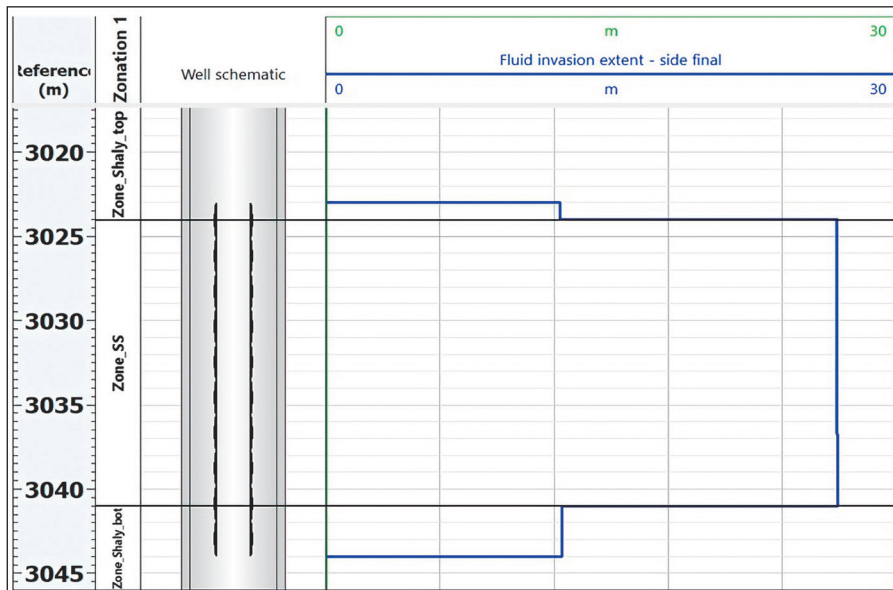 0 m 30
Fluid invasion extent - side final
0 m 30
(m)
Zonation 1
Well schematic
3020
3025
3030
3035
3040
3045
Zone_Shaly_top
Zone_SS
Zone_Shaly_bot